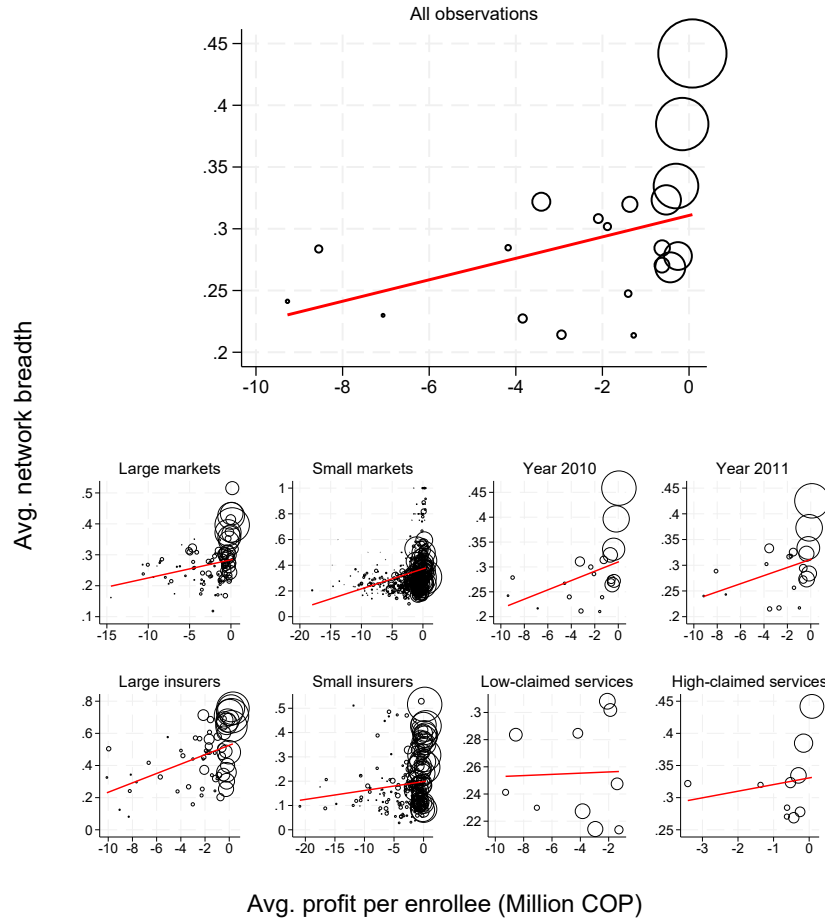 All observations
.45
.4
.35
.3
.25
.2
-10 -8 -6 -4 -2 0
Avg. network breadth
Large markets
.5
.4
.3
.2
.1
-15 -10 -5 0
Small markets
1
.8
.6
.4
.2
0
-20 -15 -10 -5 0
Year 2010
.45
.4
.35
.3
.25
.2
-10 -8 -6 -4 -2 0
Year 2011
.45
.4
.35
.3
.25
.2
-10 -8 -6 -4 -2 0
Large insurers
.8
.6
.4
.2
0
-10 -8 -6 -4 -2 0
Small insurers
.5
.4
.3
.2
.1
0
-20 -15 -10 -5 0
Low-claimed services
.3
.28
.26
.24
.22
-10 -8 -6 -4 -2 0
High-claimed services
.45
.4
.35
.3
.25
-3 -2 -1 0
Avg. profit per enrollee (Million COP)